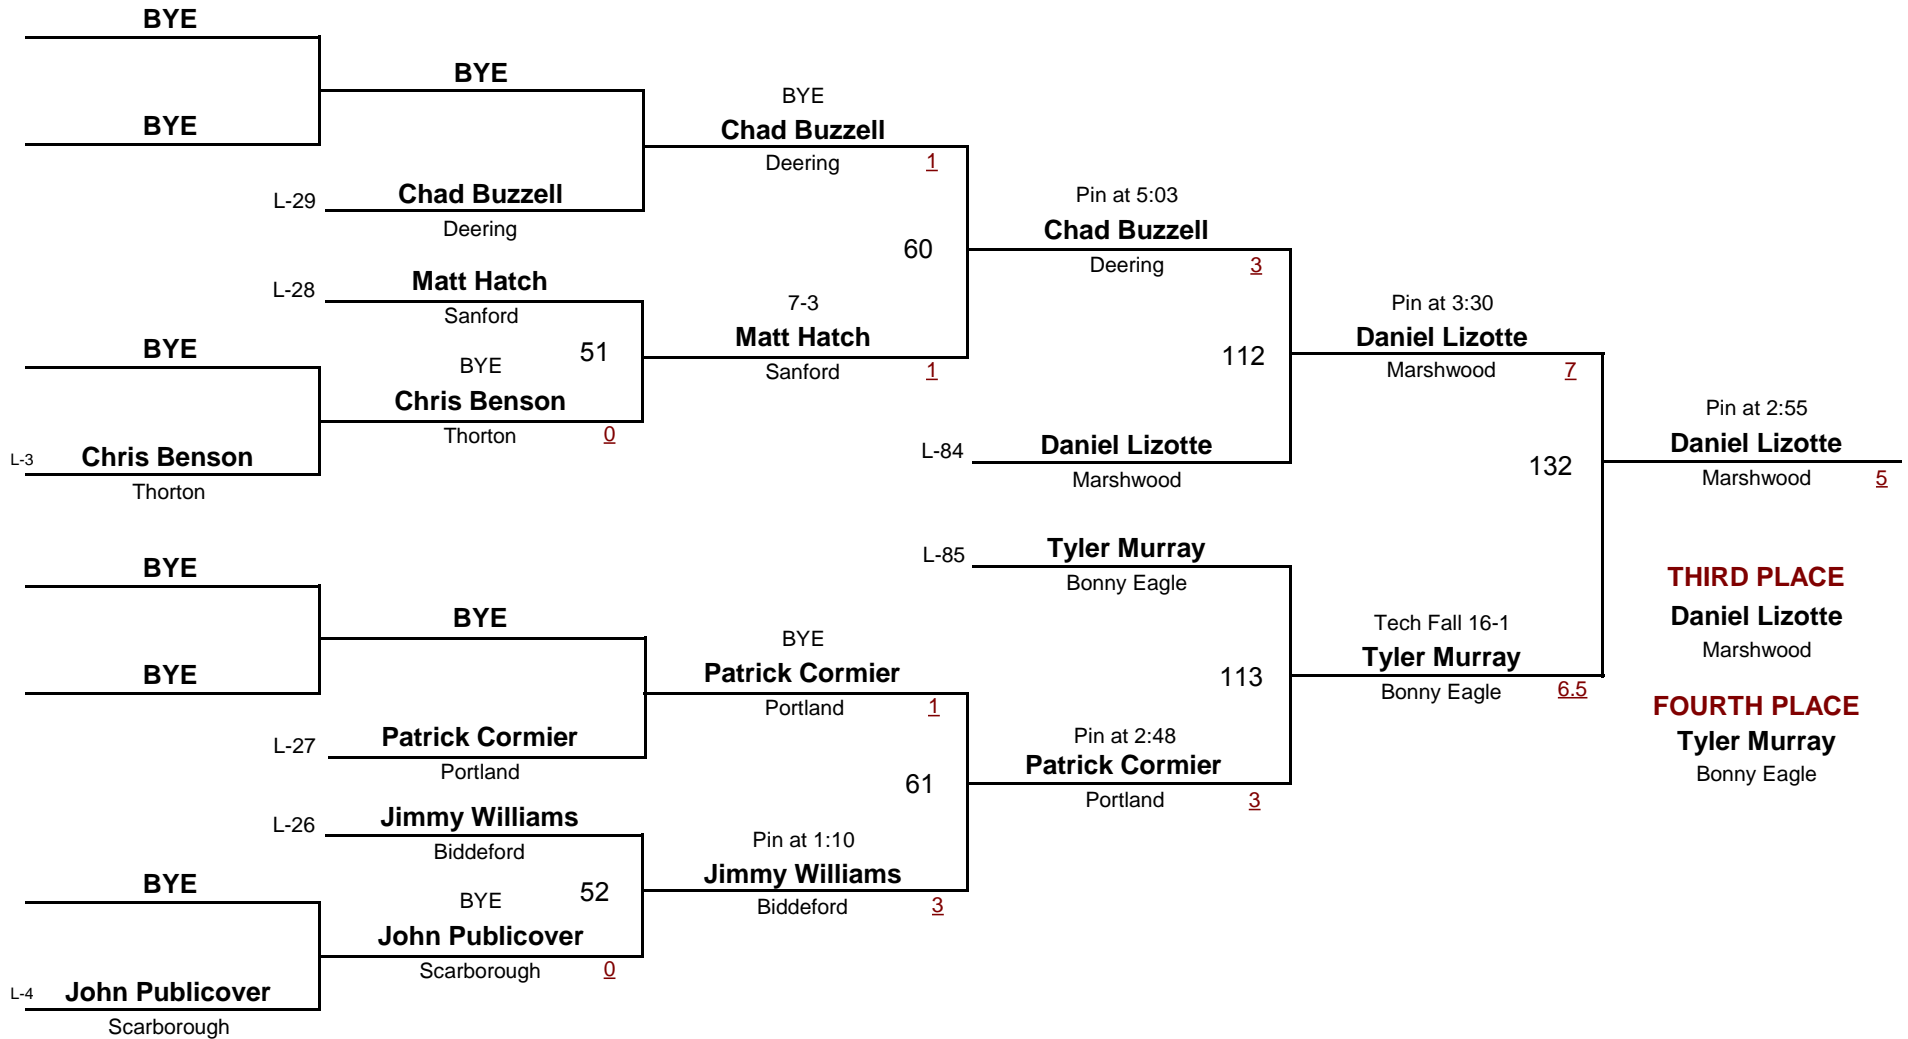 BYE
BYE
BYE
BYE
Chad Buzzell
Deering
1
L-29
Chad Buzzell
Deering
Pin at 5:03
Chad Buzzell
Deering
3
60
L-28
Matt Hatch
Sanford
7-3
Matt Hatch
Sanford
1
BYE
51
BYE
Chris Benson
Thorton
0
L-3
Chris Benson
Thorton
112
Pin at 3:30
Daniel Lizotte
Marshwood
7
L-84
Daniel Lizotte
Marshwood
132
Pin at 2:55
Daniel Lizotte
Marshwood
5
L-85
Tyler Murray
Bonny Eagle
BYE
BYE
BYE
BYE
Patrick Cormier
Portland
1
L-27
Patrick Cormier
Portland
113
Tech Fall 16-1
Tyler Murray
Bonny Eagle
6.5
61
Pin at 2:48
Patrick Cormier
Portland
3
L-26
Jimmy Williams
Biddeford
Pin at 1:10
Jimmy Williams
Biddeford
3
BYE
52
BYE
John Publicover
Scarborough
0
L-4
John Publicover
Scarborough
THIRD PLACE
Daniel Lizotte
Marshwood
FOURTH PLACE
Tyler Murray
Bonny Eagle